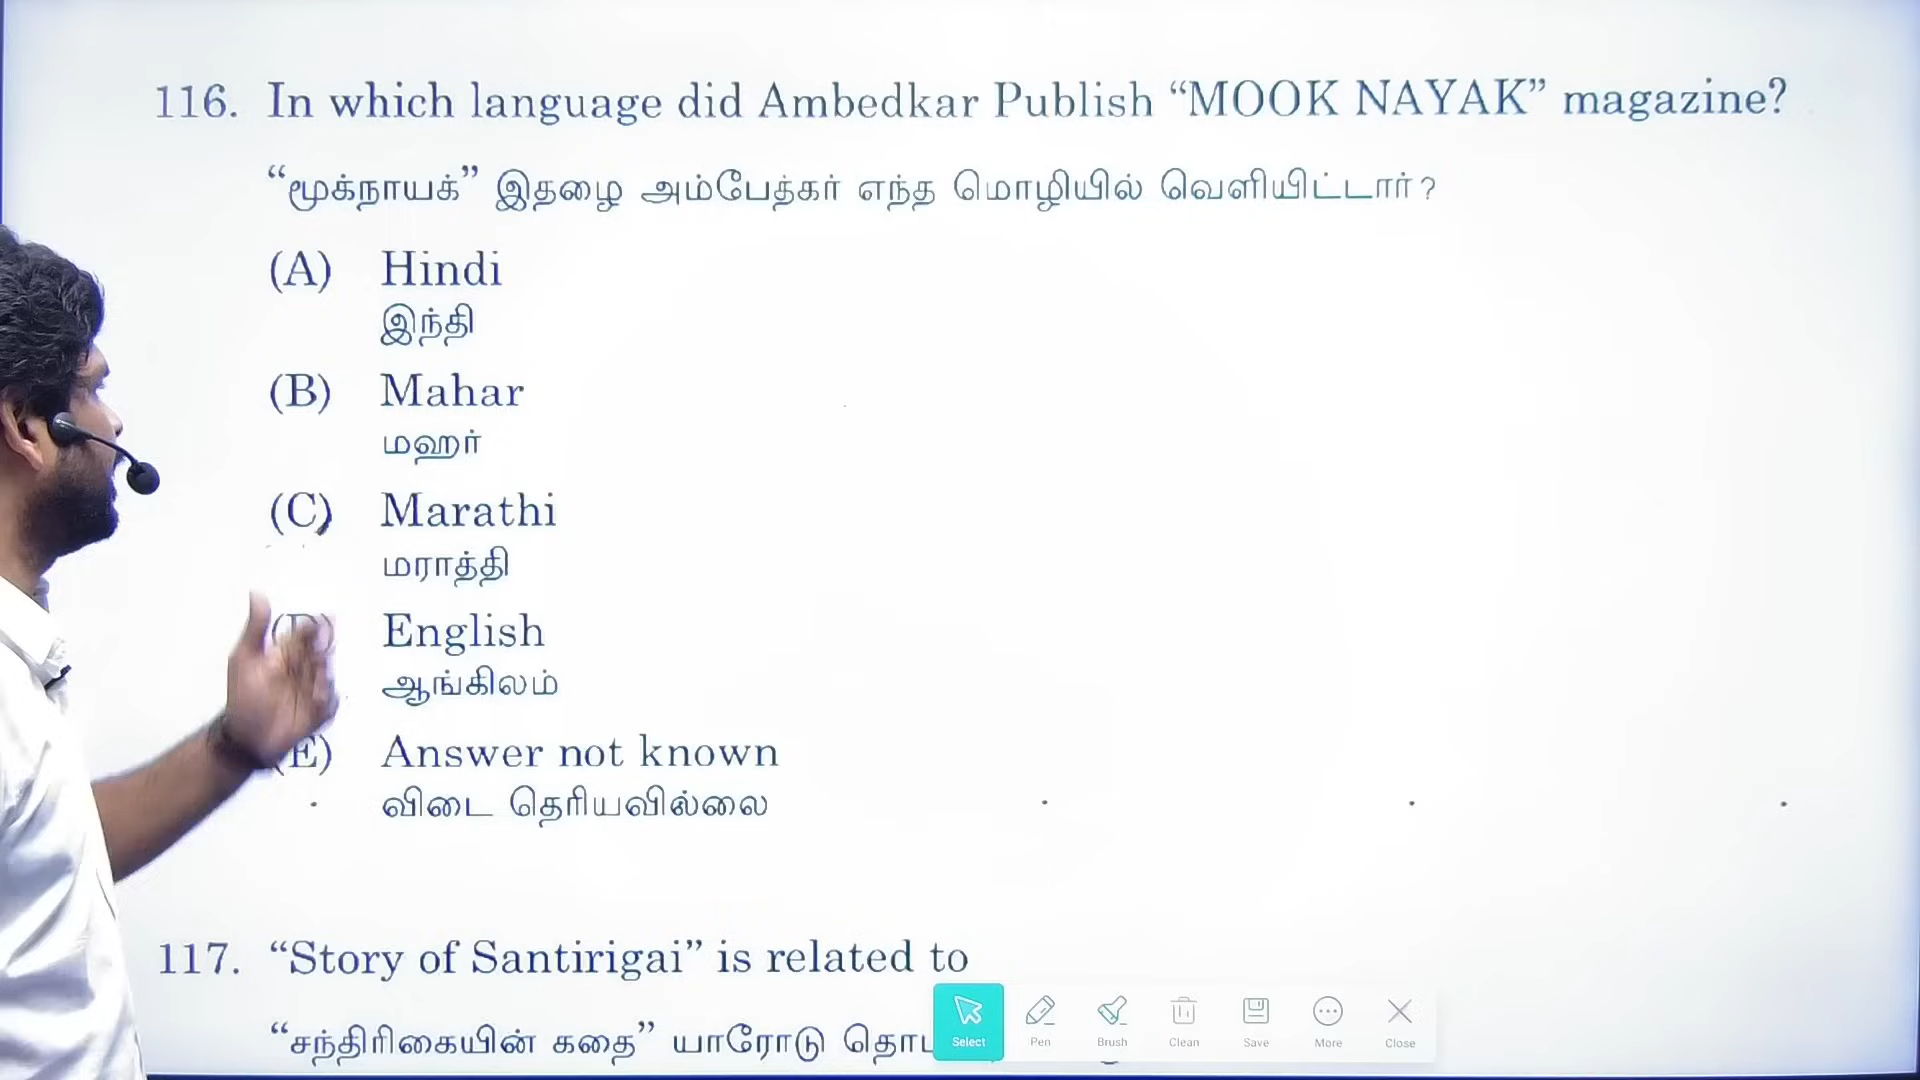 116. In which language did Ambedkar Publish “MOOK NAYAK” magazine?
“மூக்நாயக்” இதழை அம்பேத்கர் எந்த மொழியில் வெளியிட்டார்?
(A) Hindi
இந்தி
(B) Mahar
மஹர்
(C) Marathi
மராத்தி
(D) English
ஆங்கிலம்
(E) Answer not known
விடை தெரியவில்லை
117. “Story of Santirigai” is related to
“சந்திரிகையின் கதை” யாரோடு
Select Pen Brush Clean Save More Close